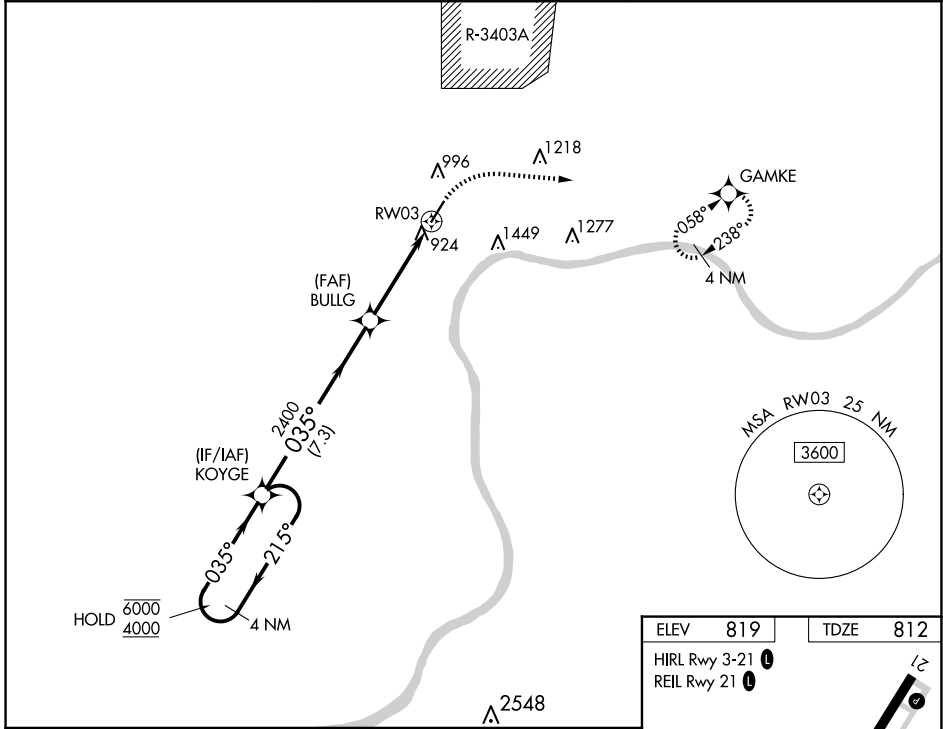 R-3403A
996
1218
GAMKE
RW03
058°
238°
924
1449
1277
4 NM
(FAF)
BULLG
2400
035°
(7.3)
MSA RW03 25 NM
3600
(IF/IAF)
KOYGE
035°
215°
HOLD 6000
4000
4 NM
ELEV 819
TDZE 812
HIRL Rwy 3-21 L
REIL Rwy 21 L
21
P
2548